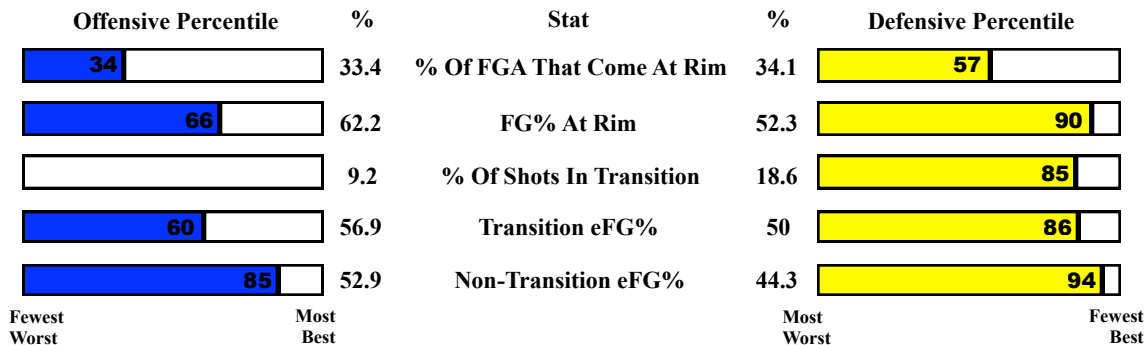 Offensive Percentile % Stat % Defensive Percentile
34 33.4 % Of FGA That Come At Rim 34.1 57
66 62.2 FG% At Rim 52.3 90
9.2 % Of Shots In Transition 18.6 85
60 56.9 Transition eFG% 50 86
85 52.9 Non-Transition eFG% 44.3 94
Fewest Most Most Fewest
Worst Best Worst Best